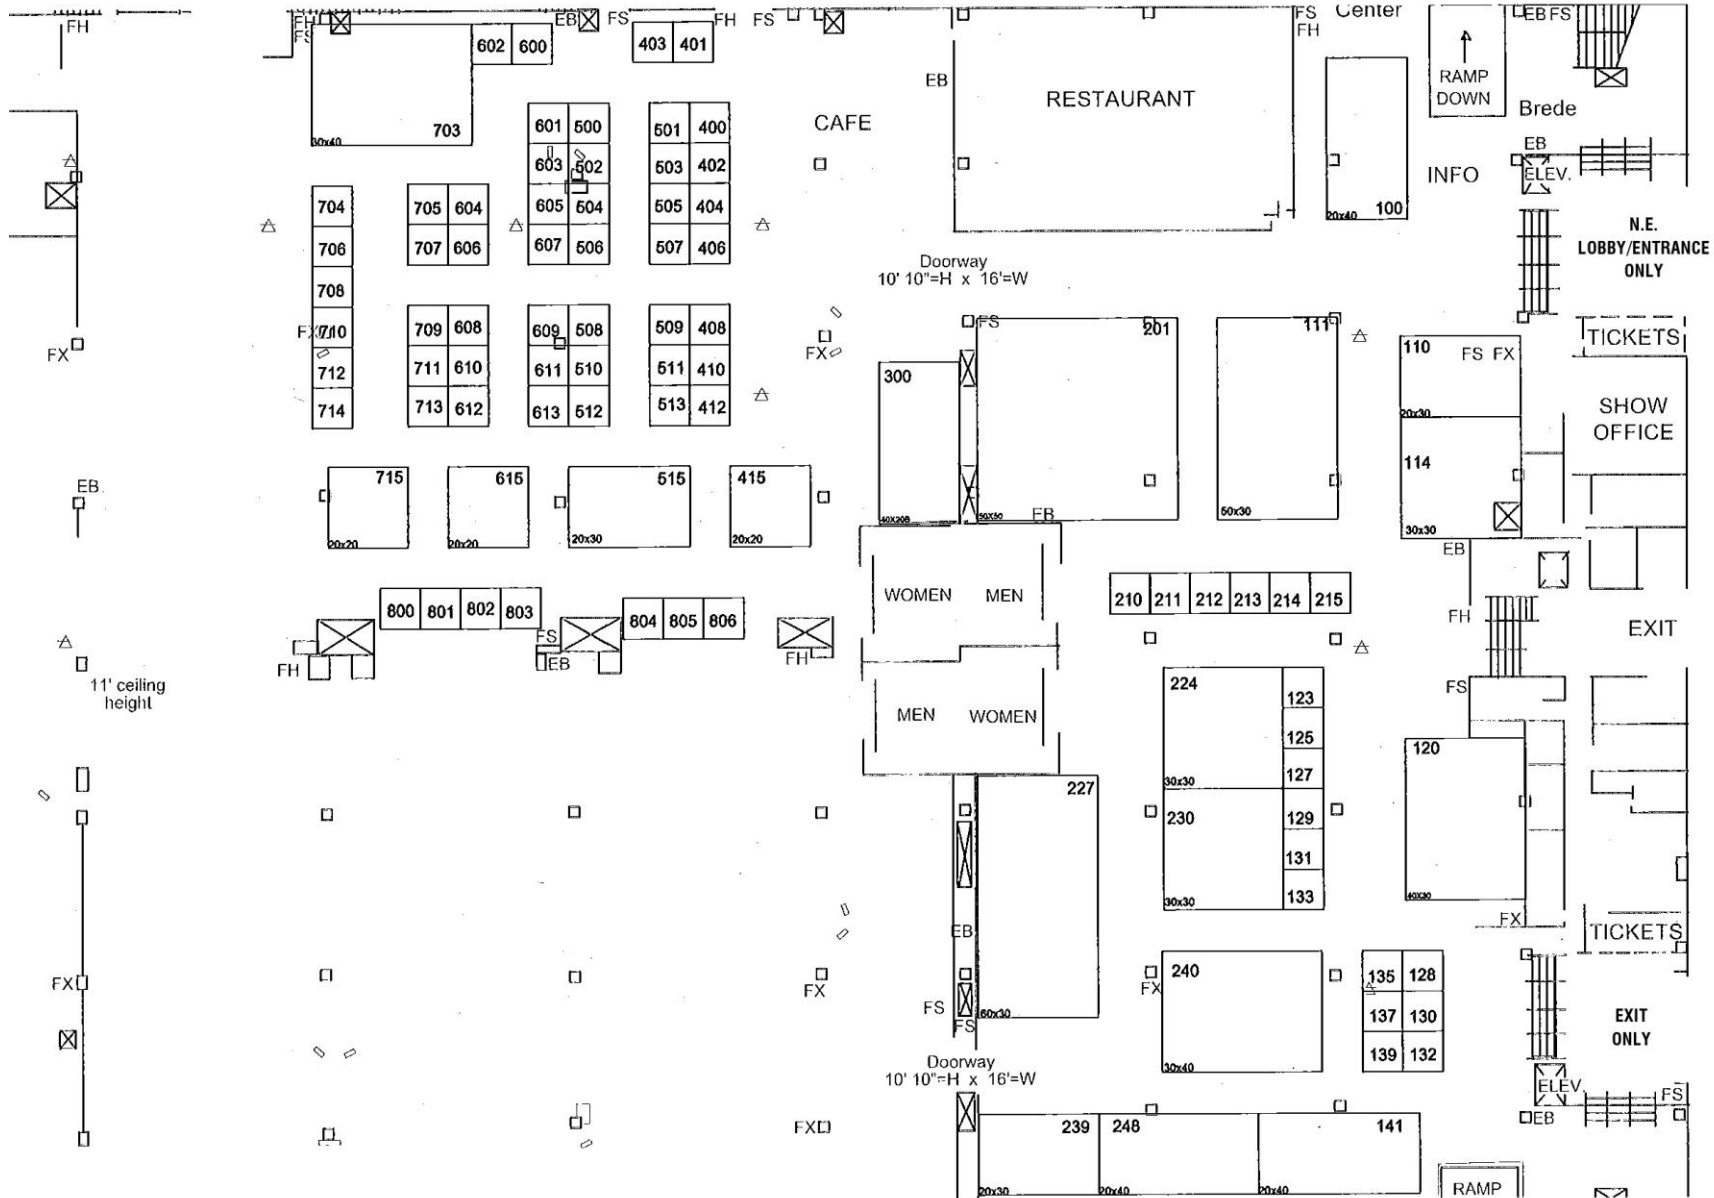 FH
FH
FS
EB
FS
FH
FS
FS
FH
Center
EB FS
602 600
403 401
EB
RESTAURANT
RAMP
DOWN
Brede
CAFE
703
30x40
601 500
501 400
603 502
503 402
EB
ELEV.
INFO
100
20x40
704
705 604
605 504
505 404
706
707 606
607 506
507 406
N.E.
LOBBY/ENTRANCE
ONLY
Doorway
10' 10"=H x 16'=W
708
FX
710
709 608
609 508
509 408
FX
FS
201
111
TICKETS
FX
712
711 610
611 510
511 410
300
110
FS FX
20x30
714
713 612
613 512
513 412
SHOW
OFFICE
114
30x30
715
615
515
415
EB
20x20
20x20
20x30
20x20
40X20B
50X50
EB
50x30
EB
WOMEN
MEN
210 211 212 213 214 215
FH
800 801 802 803
804 805 806
EXIT
FS
EB
FH
FH
11' ceiling
height
MEN
WOMEN
224
123
FS
125
120
30x30
127
227
230
129
131
30x30
133
40X30
EB
FX
TICKETS
FX
FX
FS
FS
60x30
FX
240
30x40
135 128
137 130
139 132
EXIT
ONLY
Doorway
10' 10"=H x 16'=W
ELEV.
FS
EB
FX
239
248
141
20x30
20x40
20x40
RAMP